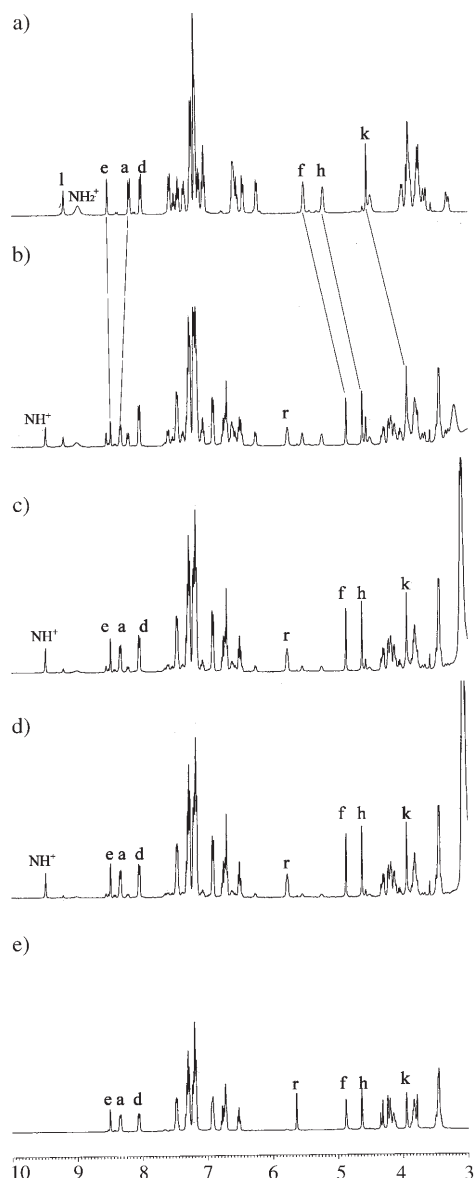 a)
l
NH₂⁺
e a d
f h
k
b)
NH⁺
r
c)
NH⁺
e a d
r
f h k
d)
NH⁺
e a d
r
f h k
e)
e a d
r
f h k
10 9 8 7 6 5 4 3